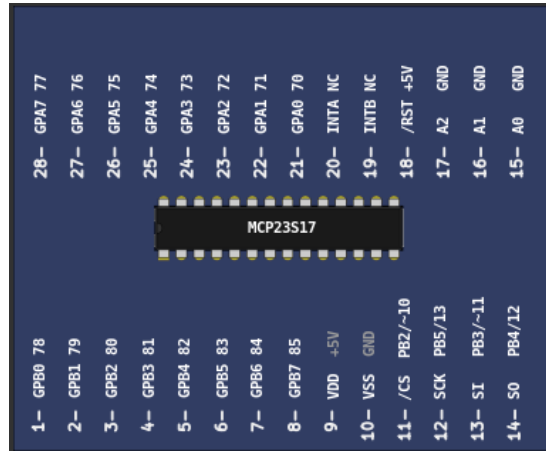 28– GPA7 77
27– GPA6 76
26– GPA5 75
25– GPA4 74
24– GPA3 73
23– GPA2 72
22– GPA1 71
21– GPA0 70
20– INTA NC
19– INTB NC
18– /RST +5V
17– A2 GND
16– A1 GND
15– A0 GND
MCP23S17
1– GPB0 78
2– GPB1 79
3– GPB2 80
4– GPB3 81
5– GPB4 82
6– GPB5 83
7– GPB6 84
8– GPB7 85
9– VDD +5V
10– VSS GND
11– /CS PB2/~10
12– SCK PB5/13
13– SI PB3/~11
14– SO PB4/12